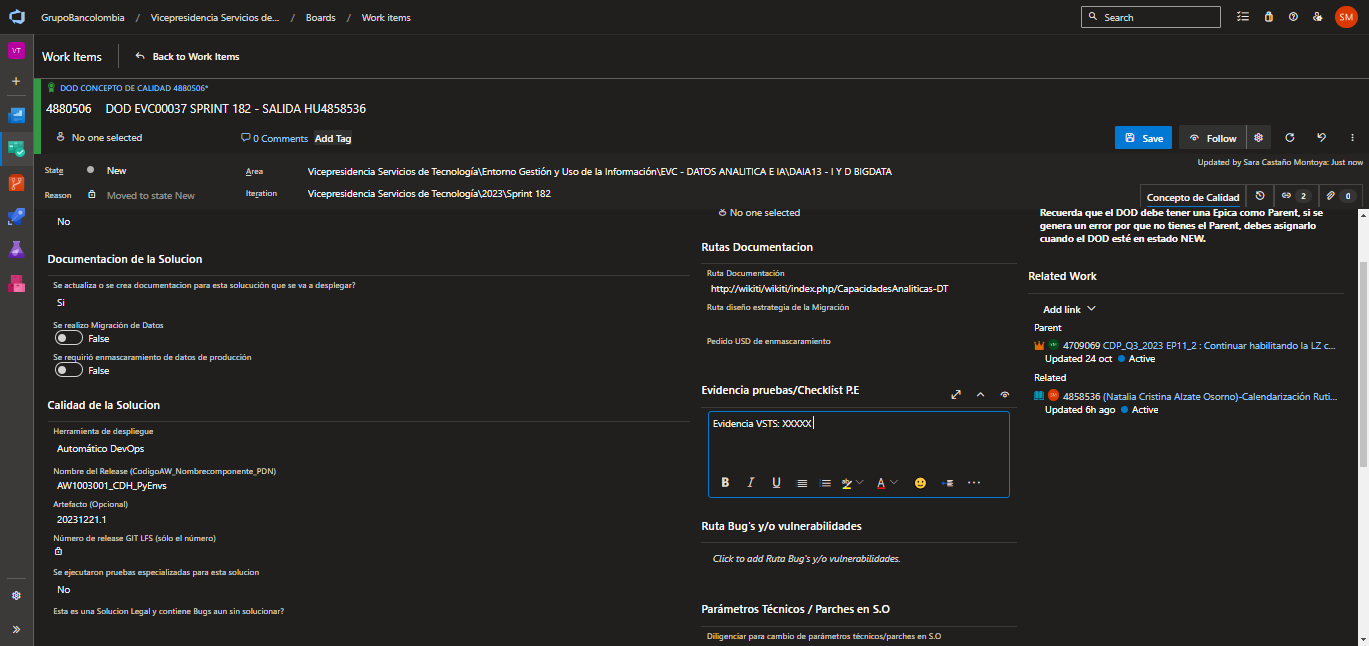 GrupoBancolombia / Vicepresidencia Servicios de... / Boards / Work items
Search
SM
VT
Work Items
Back to Work Items
DOD CONCEPTO DE CALIDAD 4880506*
4880506 DOD EVC00037 SPRINT 182 - SALIDA HU4858536
No one selected
0 Comments
Add Tag
Save
Follow
Updated by Sara Castaño Montoya: Just now
State New
Area Vicepresidencia Servicios de Tecnología\Entorno Gestión y Uso de la Información\EVC - DATOS ANALITICA E IA\DAIA13 - I Y D BIGDATA
Reason Moved to state New
Iteration Vicepresidencia Servicios de Tecnología\2023\Sprint 182
Concepto de Calidad
2
0
No
Documentacion de la Solucion
Se actualiza o se crea documentacion para esta solucución que se va a desplegar?
Si
Se realizo Migración de Datos
False
Se requirió enmascaramiento de datos de producción
False
Calidad de la Solucion
Herramienta de despliegue
Automático DevOps
Nombre del Release (CodigoAW_Nombrecomponente_PDN)
AW1003001_CDH_PyEnvs
Artefacto (Opcional)
20231221.1
Número de release GIT LFS (sólo el número)
Se ejecutaron pruebas especializadas para esta solucion
No
Esta es una Solucion Legal y contiene Bugs aun sin solucionar?
No one selected
Rutas Documentacion
Ruta Documentación
http://wikiti/wikiti/index.php/CapacidadesAnaliticas-DT
Ruta diseño estrategia de la Migración
Pedido USD de enmascaramiento
Evidencia pruebas/Checklist P.E
Evidencia VSTS: XXXXX
B I U
A
Ruta Bug's y/o vulnerabilidades
Click to add Ruta Bug's y/o vulnerabilidades.
Parámetros Técnicos / Parches en S.O
Diligenciar para cambio de parámetros técnicos/parches en S.O
Recuerda que el DOD debe tener una Epica como Parent, si se
genera un error por que no tienes el Parent, debes asignarlo
cuando el DOD esté en estado NEW.
Related Work
Add link
Parent
4709069 CDP_Q3_2023 EP11_2 : Continuar habilitando la LZ c...
Updated 24 oct Active
Related
4858536 (Natalia Cristina Alzate Osorno)-Calendarización Ruti...
Updated 6h ago Active